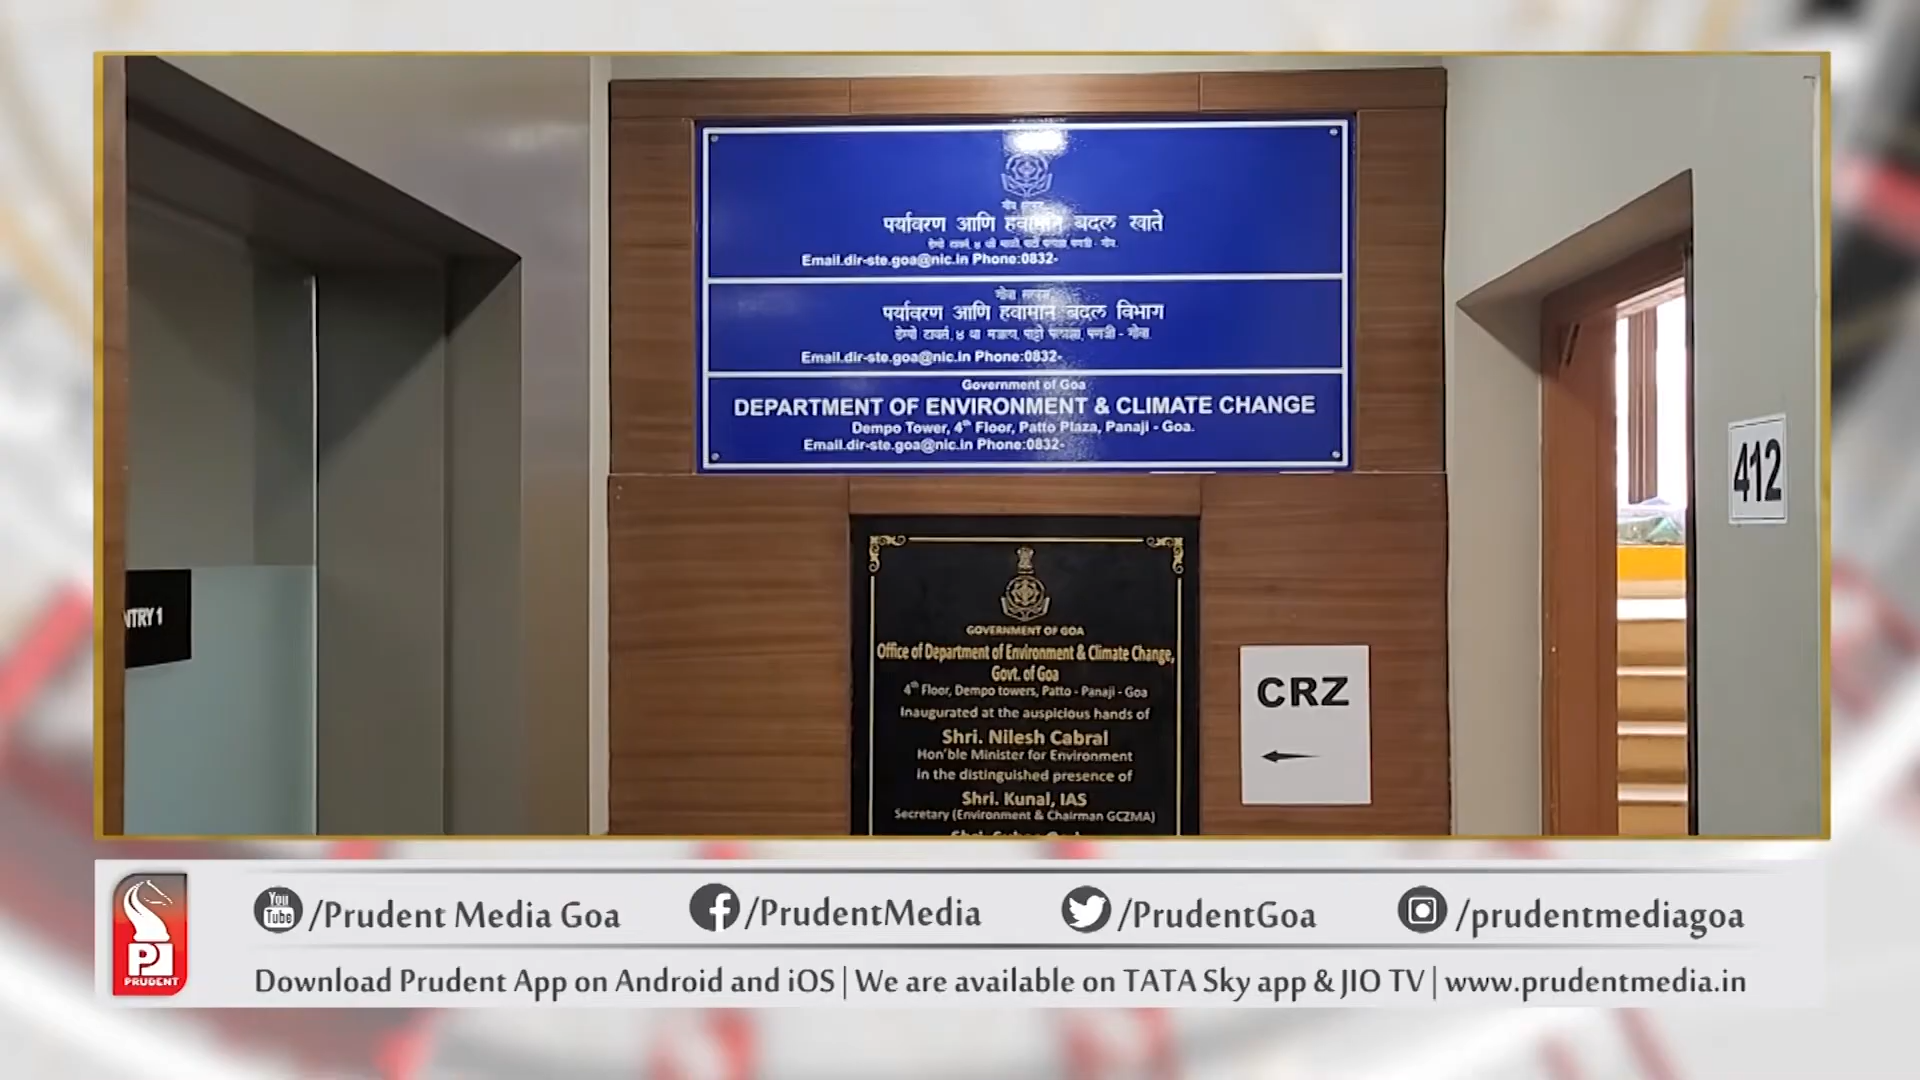 गोंय सरकार
पर्यावरण आणि हवामान बदल खाते
Email.dir-ste.goa@nic.in Phone:0832-
गोवा सरकार
पर्यावरण आणि हवामान बदल विभाग
Email.dir-ste.goa@nic.in Phone:0832-
Government of Goa
DEPARTMENT OF ENVIRONMENT & CLIMATE CHANGE
Dempo Tower, 4th Floor, Patto Plaza, Panaji - Goa.
Email.dir-ste.goa@nic.in Phone:0832-
412
NTRY 1
GOVERNMENT OF GOA
Office of Department of Environment & Climate Change,
Govt. of Goa
4th Floor, Dempo towers, Patto - Panaji - Goa
Inaugurated at the auspicious hands of
Shri. Nilesh Cabral
Hon'ble Minister for Environment
in the distinguished presence of
Shri. Kunal, IAS
Secretary (Environment & Chairman GCZMA)
CRZ
PRUDENT
You Tube /Prudent Media Goa
/PrudentMedia
/PrudentGoa
/prudentmediagoa
Download Prudent App on Android and iOS | We are available on TATA Sky app & JIO TV | www.prudentmedia.in